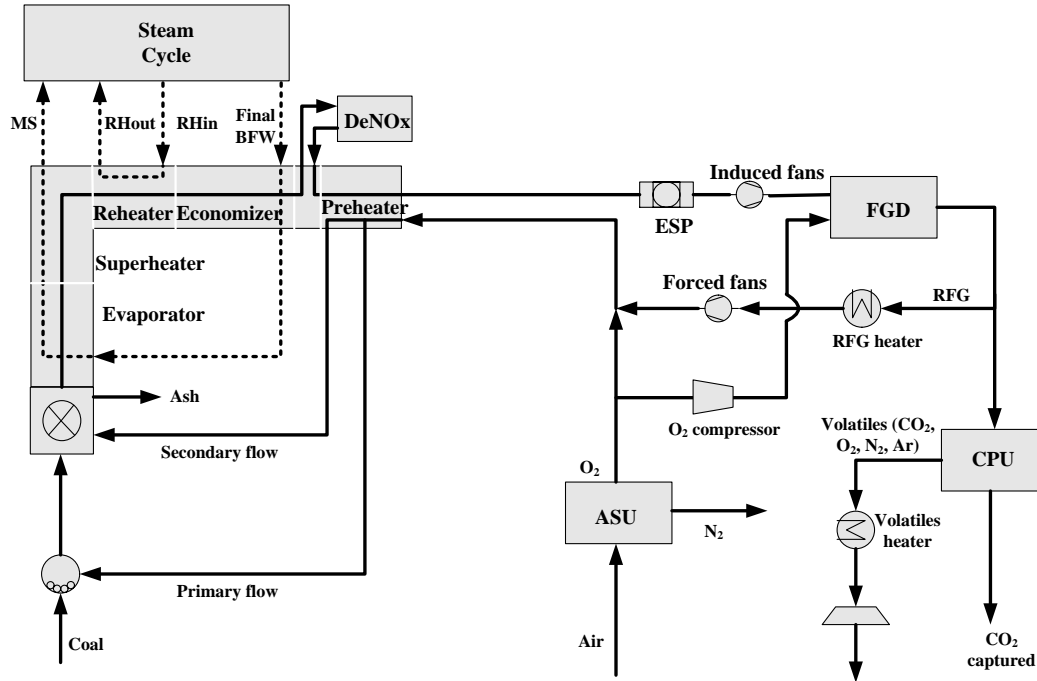 Steam
Cycle
MS
RHout
RHin
Final
BFW
DeNOx
Induced fans
Reheater
Economizer
Preheater
ESP
FGD
Superheater
Forced fans
RFG
Evaporator
RFG heater
Ash
Secondary flow
O₂ compressor
Volatiles (CO₂,
O₂, N₂, Ar)
CPU
O₂
ASU
N₂
Volatiles
heater
Primary flow
Coal
Air
CO₂
captured